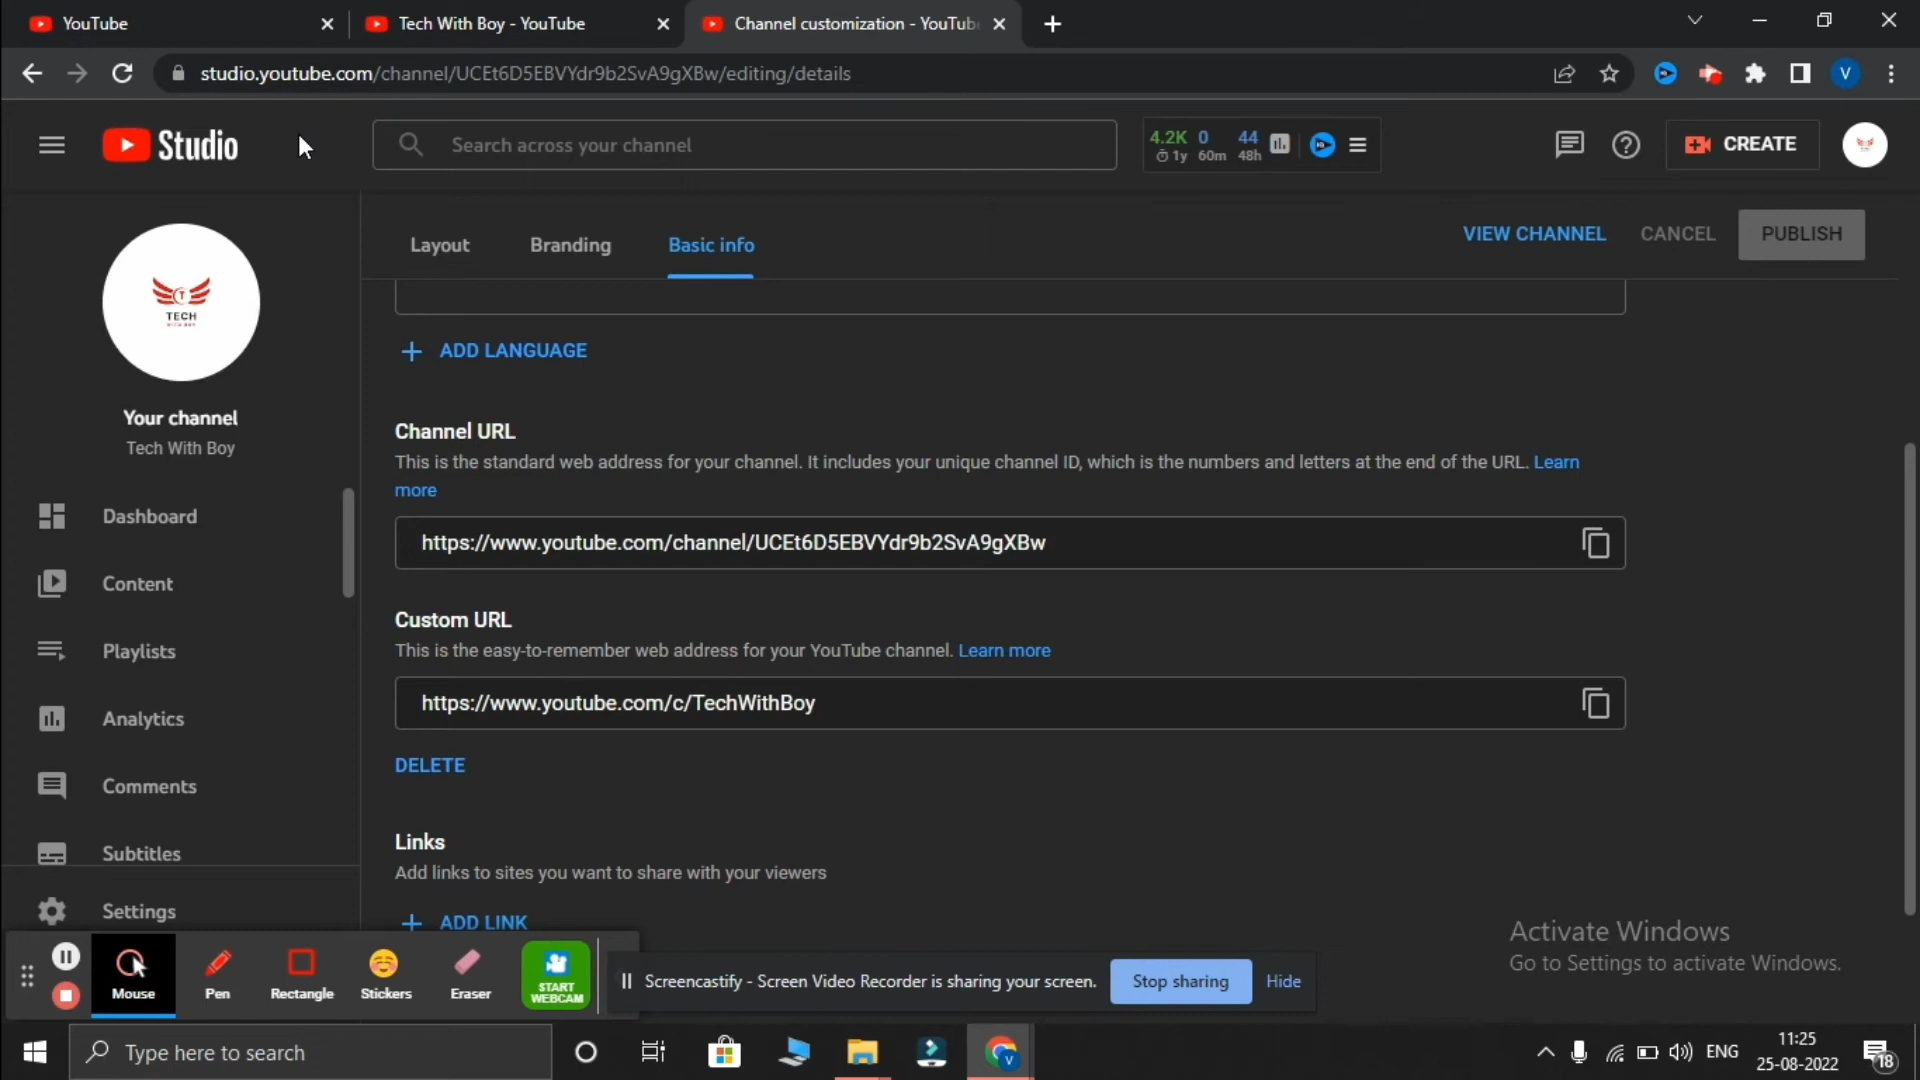 YouTube
Tech With Boy - YouTube
Channel customization - YouTube
studio.youtube.com/channel/UCEt6D5EBVYdr9b2SvA9gXBw/editing/details
V
Studio
Search across your channel
4.2K 0 44
1y 60m 48h
CREATE
Layout
Branding
Basic info
VIEW CHANNEL
CANCEL
PUBLISH
T
TECH
Your channel
Tech With Boy
Dashboard
Content
Playlists
Analytics
Comments
Subtitles
Settings
ADD LANGUAGE
Channel URL
This is the standard web address for your channel. It includes your unique channel ID, which is the numbers and letters at the end of the URL. Learn
more
https://www.youtube.com/channel/UCEt6D5EBVYdr9b2SvA9gXBw
Custom URL
This is the easy-to-remember web address for your YouTube channel. Learn more
https://www.youtube.com/c/TechWithBoy
DELETE
Links
Add links to sites you want to share with your viewers
ADD LINK
Activate Windows
Go to Settings to activate Windows.
Mouse
Pen
Rectangle
Stickers
Eraser
START
WEBCAM
Screencastify - Screen Video Recorder is sharing your screen.
Stop sharing
Hide
Type here to search
V
ENG
11:25
25-08-2022
18